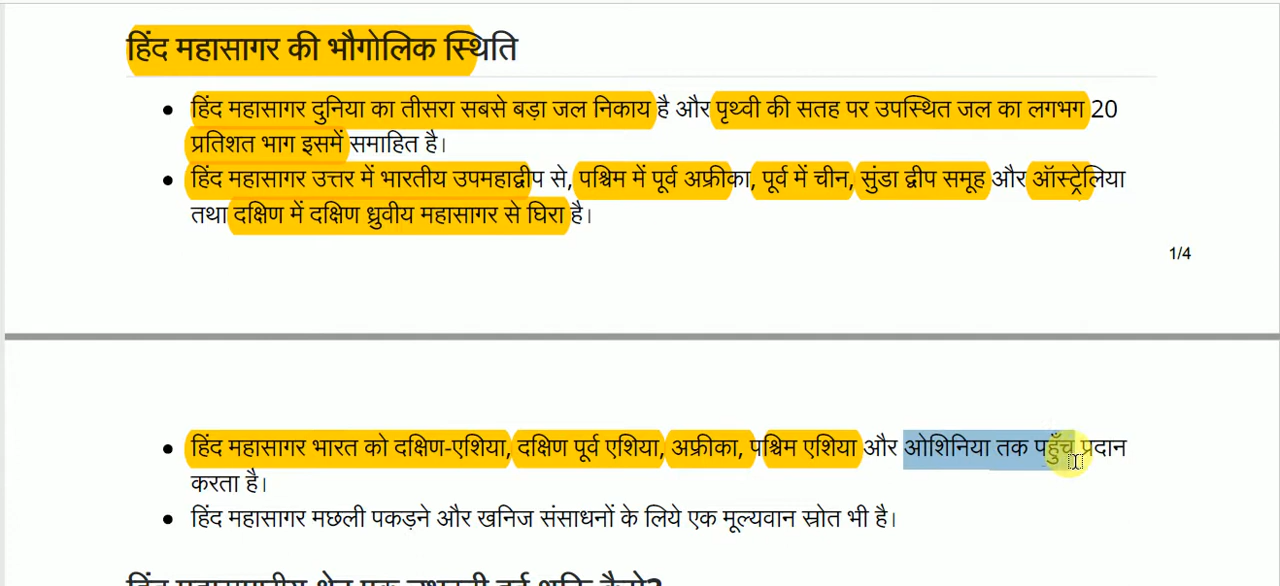 हिंद महासागर की भौगोलिक स्थिति
● हिंद महासागर दुनिया का तीसरा सबसे बड़ा जल निकाय है और पृथ्वी की सतह पर उपस्थित जल का लगभग 20
प्रतिशत भाग इसमें समाहित है।
● हिंद महासागर उत्तर में भारतीय उपमहाद्वीप से, पश्चिम में पूर्व अफ्रीका, पूर्व में चीन, सुंडा द्वीप समूह और ऑस्ट्रेलिया
तथा दक्षिण में दक्षिण ध्रुवीय महासागर से घिरा है।
1/4
● हिंद महासागर भारत को दक्षिण-एशिया, दक्षिण पूर्व एशिया, अफ्रीका, पश्चिम एशिया और ओशिनिया तक पहुँच प्रदान
करता है।
● हिंद महासागर मछली पकड़ने और खनिज संसाधनों के लिये एक मूल्यवान स्रोत भी है।